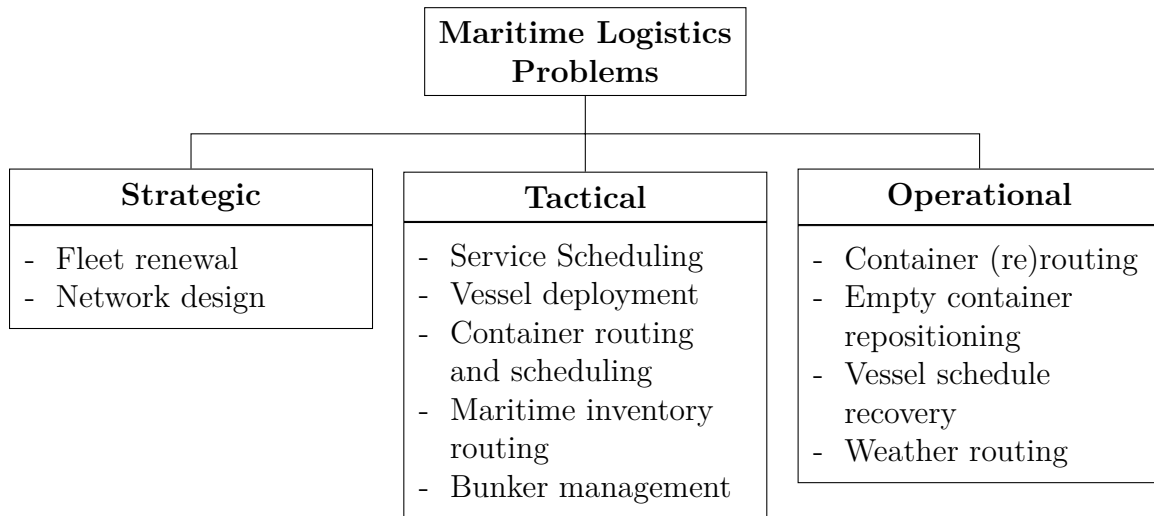 Maritime Logistics
Problems
Strategic
- Fleet renewal
- Network design
Tactical
- Service Scheduling
- Vessel deployment
- Container routing
and scheduling
- Maritime inventory
routing
- Bunker management
Operational
- Container (re)routing
- Empty container
repositioning
- Vessel schedule
recovery
- Weather routing